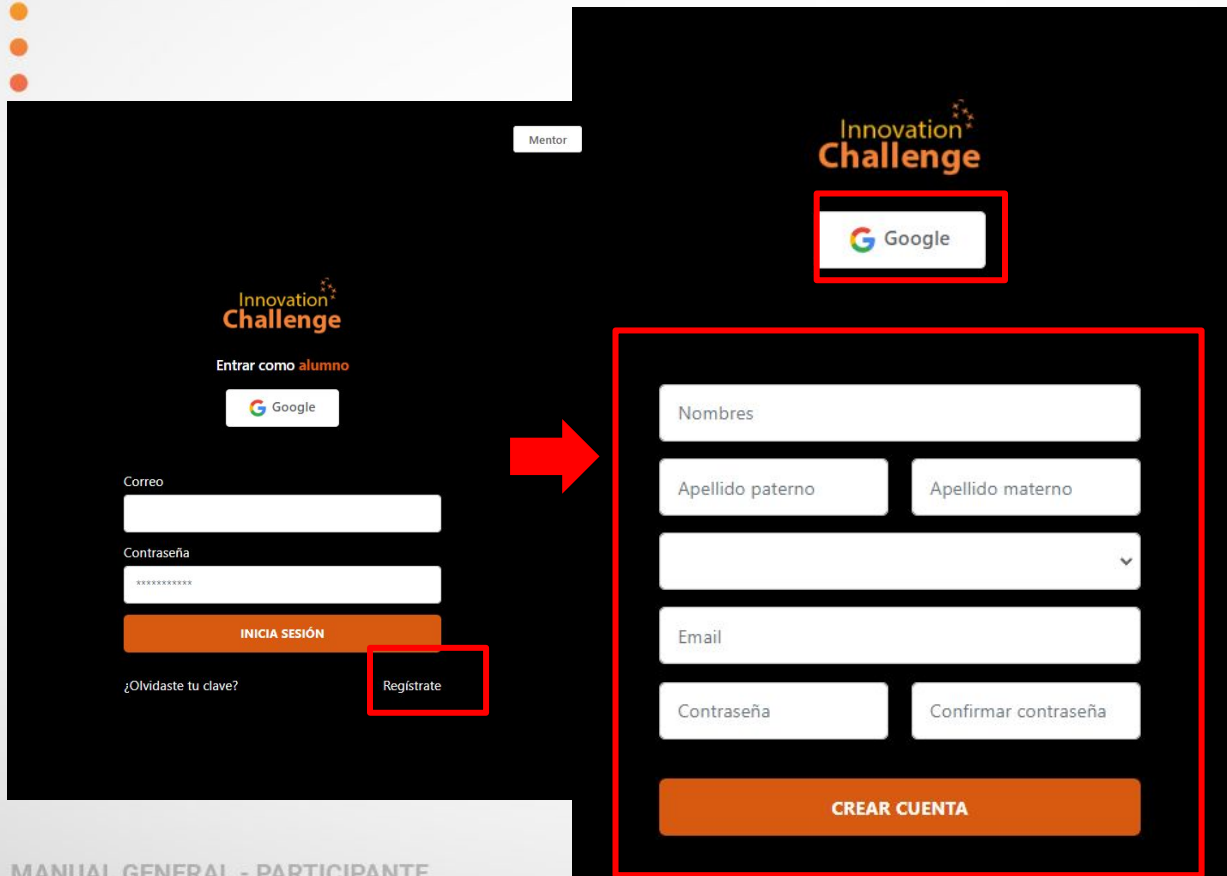 Mentor
Innovation
Challenge
Entrar como alumno
Google
Correo
Contraseña
***********
INICIA SESIÓN
¿Olvidaste tu clave?
Regístrate
Innovation
Challenge
Google
Nombres
Apellido paterno
Apellido materno
Email
Contraseña
Confirmar contraseña
CREAR CUENTA
MANUAL GENERAL - PARTICIPANTE